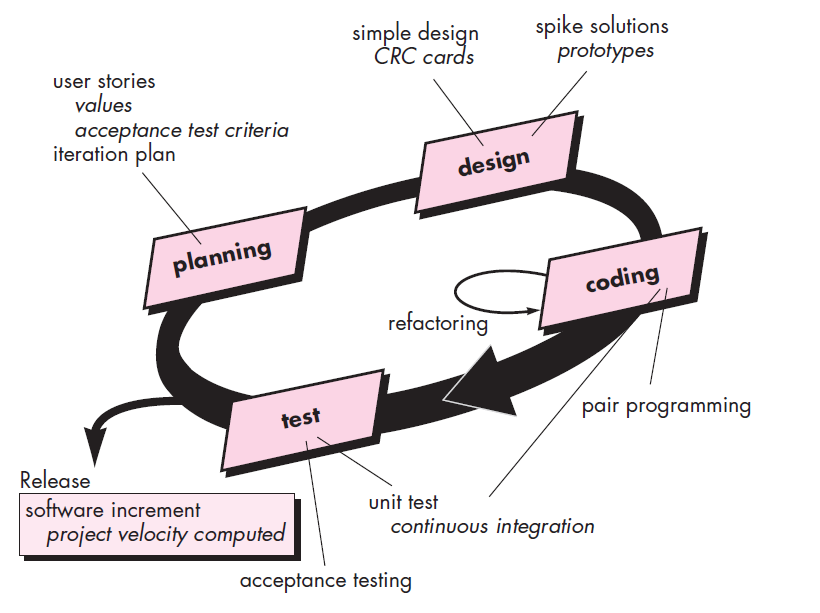 simple design
CRC cards
spike solutions
prototypes
user stories
values
acceptance test criteria
iteration plan
design
planning
coding
refactoring
test
pair programming
Release
software increment
project velocity computed
unit test
continuous integration
acceptance testing